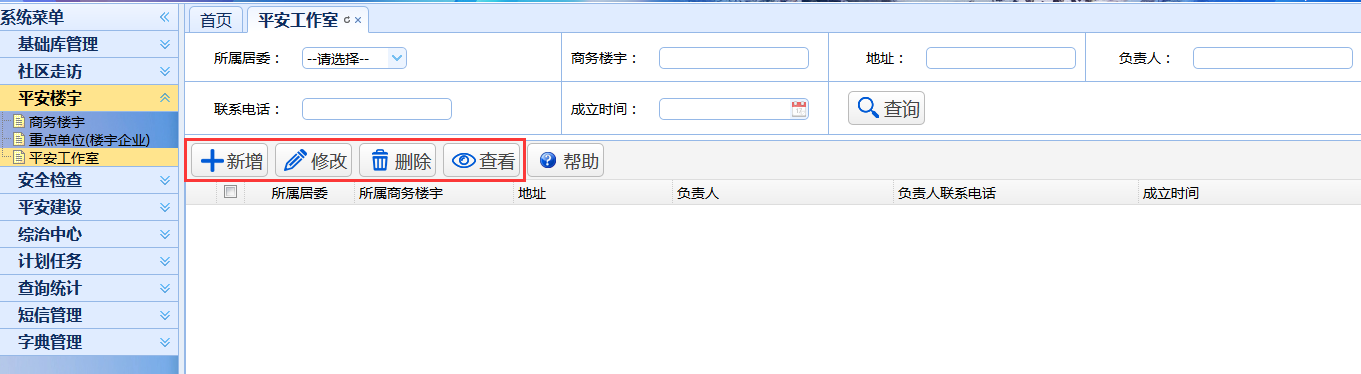 系统菜单
基础库管理
社区走访
平安楼宇
商务楼宇
重点单位(楼宇企业)
平安工作室
安全检查
平安建设
综治中心
计划任务
查询统计
短信管理
字典管理
首页 平安工作室
所属居委： --请选择-- 商务楼宇： 地址： 负责人：
联系电话： 成立时间： 查询
新增 修改 删除 查看 帮助
所属居委 所属商务楼宇 地址 负责人 负责人联系电话 成立时间